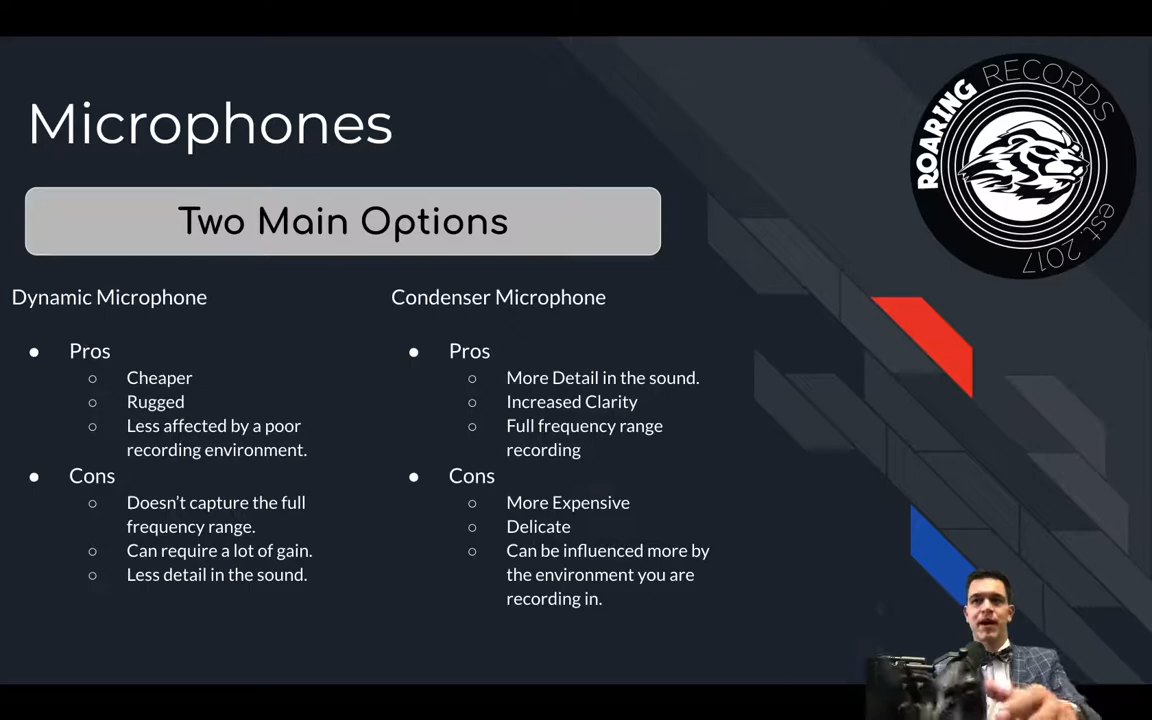 Microphones
ROARING RECORDS
est. 2017
Two Main Options
Dynamic Microphone
● Pros
○ Cheaper
○ Rugged
○ Less affected by a poor
recording environment.
● Cons
○ Doesn't capture the full
frequency range.
○ Can require a lot of gain.
○ Less detail in the sound.
Condenser Microphone
● Pros
○ More Detail in the sound.
○ Increased Clarity
○ Full frequency range
recording
● Cons
○ More Expensive
○ Delicate
○ Can be influenced more by
the environment you are
recording in.